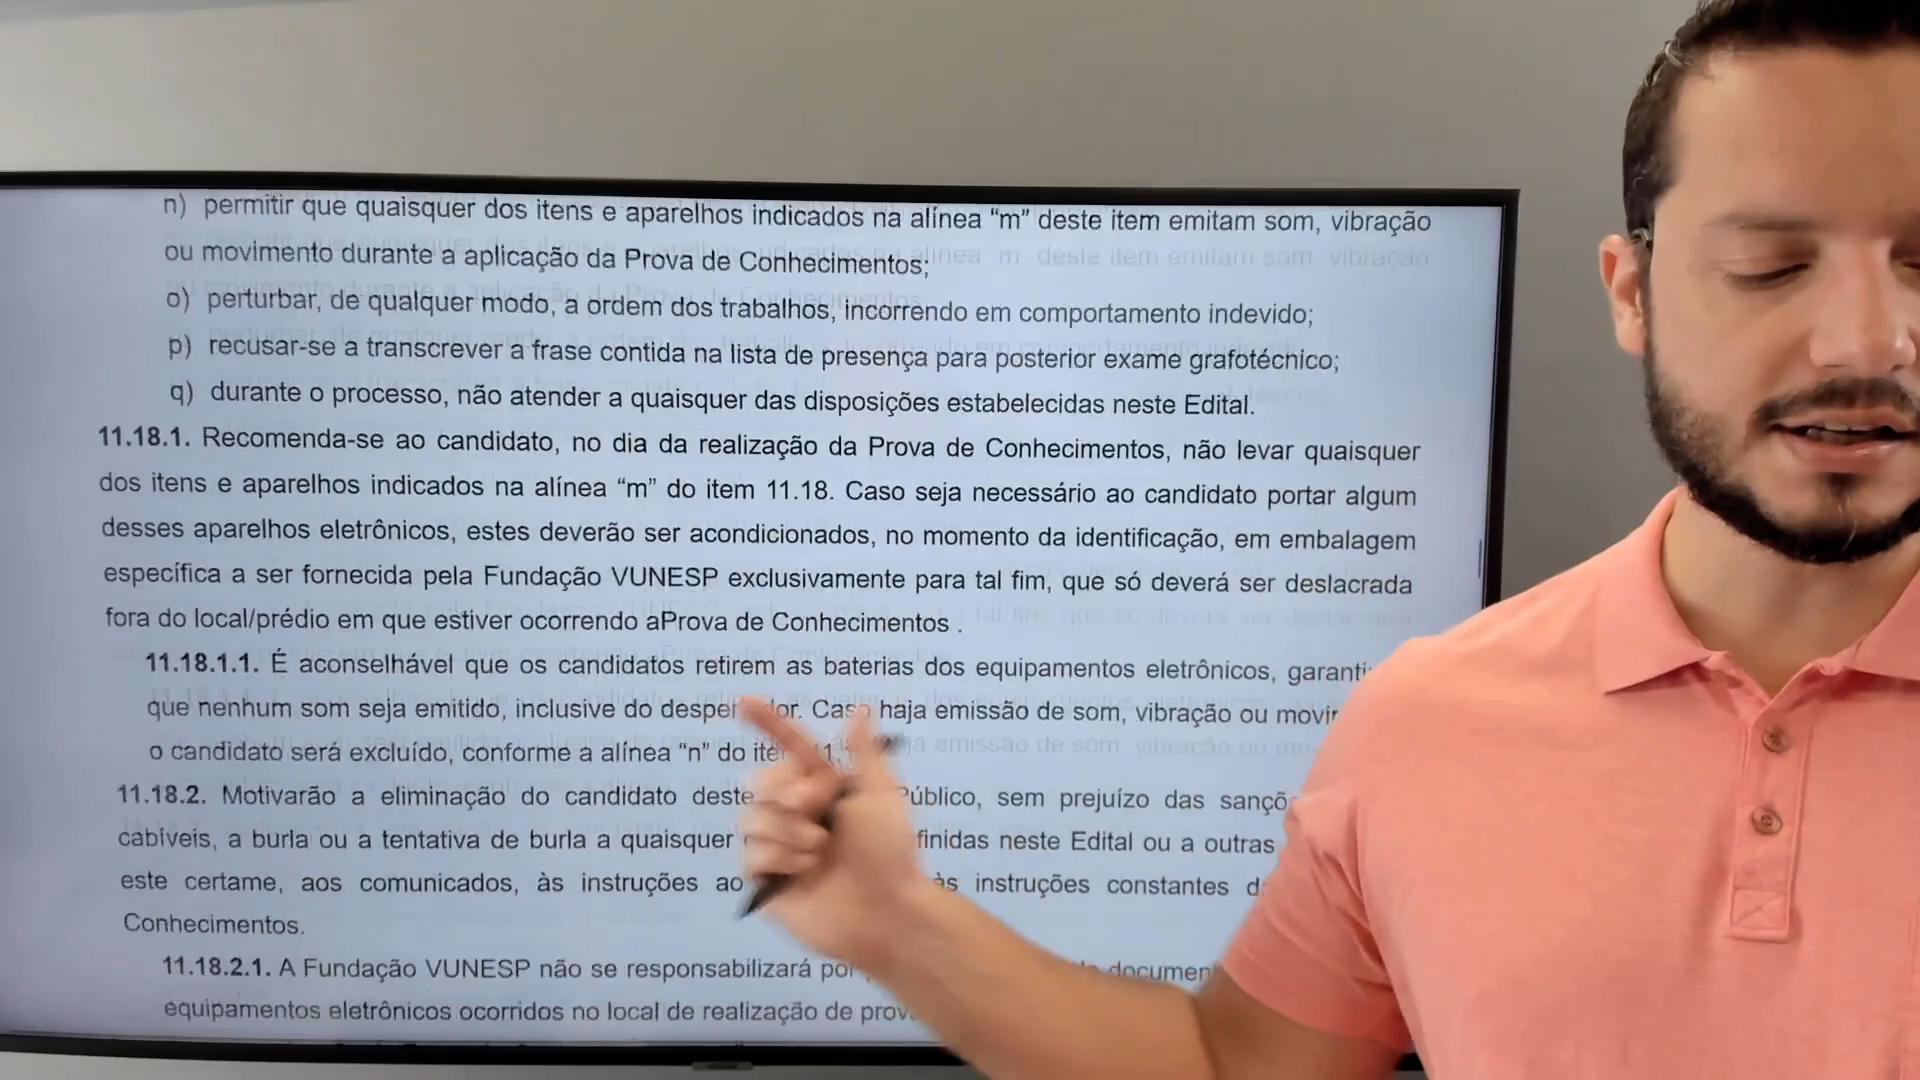 n) permitir que quaisquer dos itens e aparelhos indicados na alínea “m” deste item emitam som, vibração
ou movimento durante a aplicação da Prova de Conhecimentos;
o) perturbar, de qualquer modo, a ordem dos trabalhos, incorrendo em comportamento indevido;
p) recusar-se a transcrever a frase contida na lista de presença para posterior exame grafotécnico;
q) durante o processo, não atender a quaisquer das disposições estabelecidas neste Edital.
11.18.1. Recomenda-se ao candidato, no dia da realização da Prova de Conhecimentos, não levar quaisquer
dos itens e aparelhos indicados na alínea “m” do item 11.18. Caso seja necessário ao candidato portar algum
desses aparelhos eletrônicos, estes deverão ser acondicionados, no momento da identificação, em embalagem
específica a ser fornecida pela Fundação VUNESP exclusivamente para tal fim, que só deverá ser deslacrada
fora do local/prédio em que estiver ocorrendo aProva de Conhecimentos .
11.18.1.1. É aconselhável que os candidatos retirem as baterias dos equipamentos eletrônicos,
que nenhum som seja emitido, inclusive do Caso haja emissão de som, vibração ou
o candidato será excluído, conforme a alínea “n” do
11.18.2. Motivarão a eliminação do candidato deste Público, sem prejuízo das
cabíveis, a burla ou a tentativa de burla a quaisquer neste Edital ou a outras
este certame, aos comunicados, às instruções ao às instruções constantes
Conhecimentos.
11.18.2.1. A Fundação VUNESP não se responsabilizará por
equipamentos eletrônicos ocorridos no local de realização de